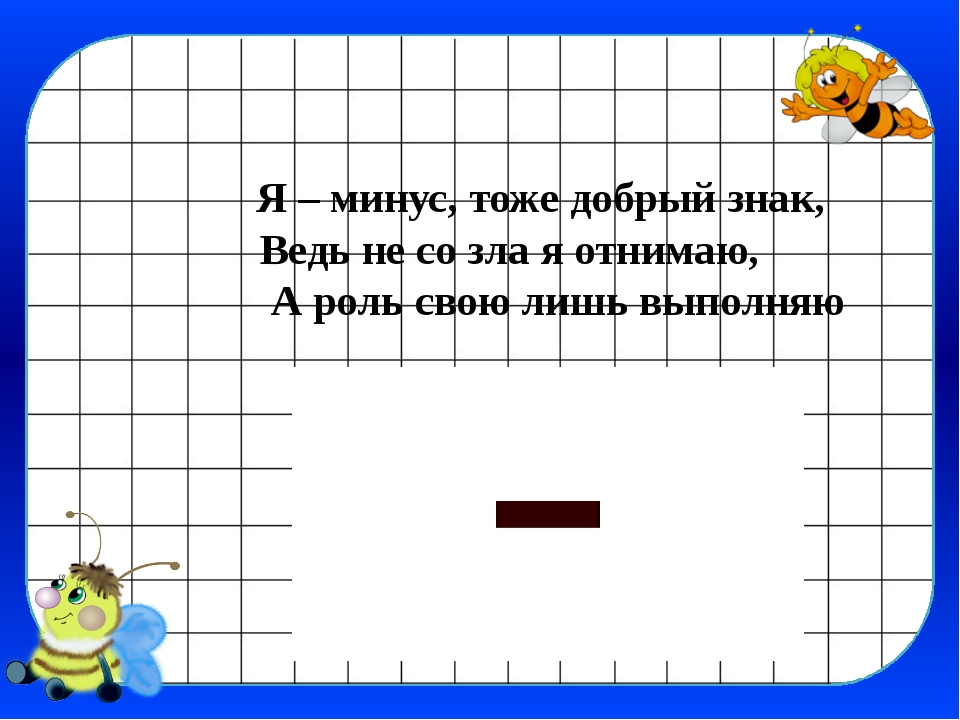 Я – минус, тоже добрый знак,
Ведь не со зла я отнимаю,
А роль свою лишь выполняю